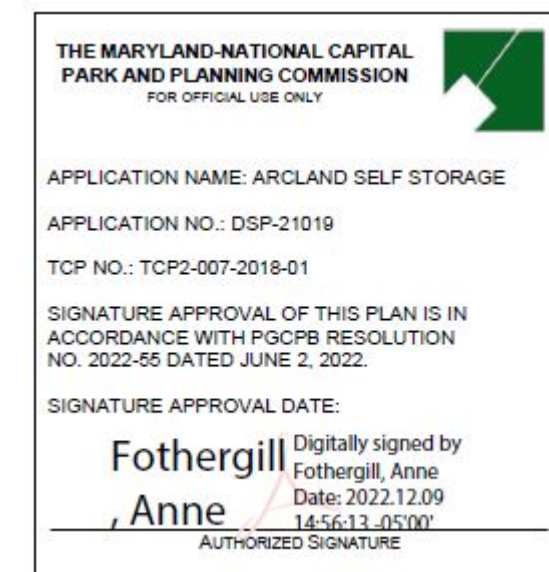 THE MARYLAND-NATIONAL CAPITAL
PARK AND PLANNING COMMISSION
FOR OFFICIAL USE ONLY
APPLICATION NAME: ARCLAND SELF STORAGE
APPLICATION NO.: DSP-21019
TCP NO.: TCP2-007-2018-01
SIGNATURE APPROVAL OF THIS PLAN IS IN
ACCORDANCE WITH PGCPB RESOLUTION
NO. 2022-55 DATED JUNE 2, 2022.
SIGNATURE APPROVAL DATE:
Fothergill
, Anne
Digitally signed by
Fothergill, Anne
Date: 2022.12.09
14:56:13 -05'00'
AUTHORIZED SIGNATURE